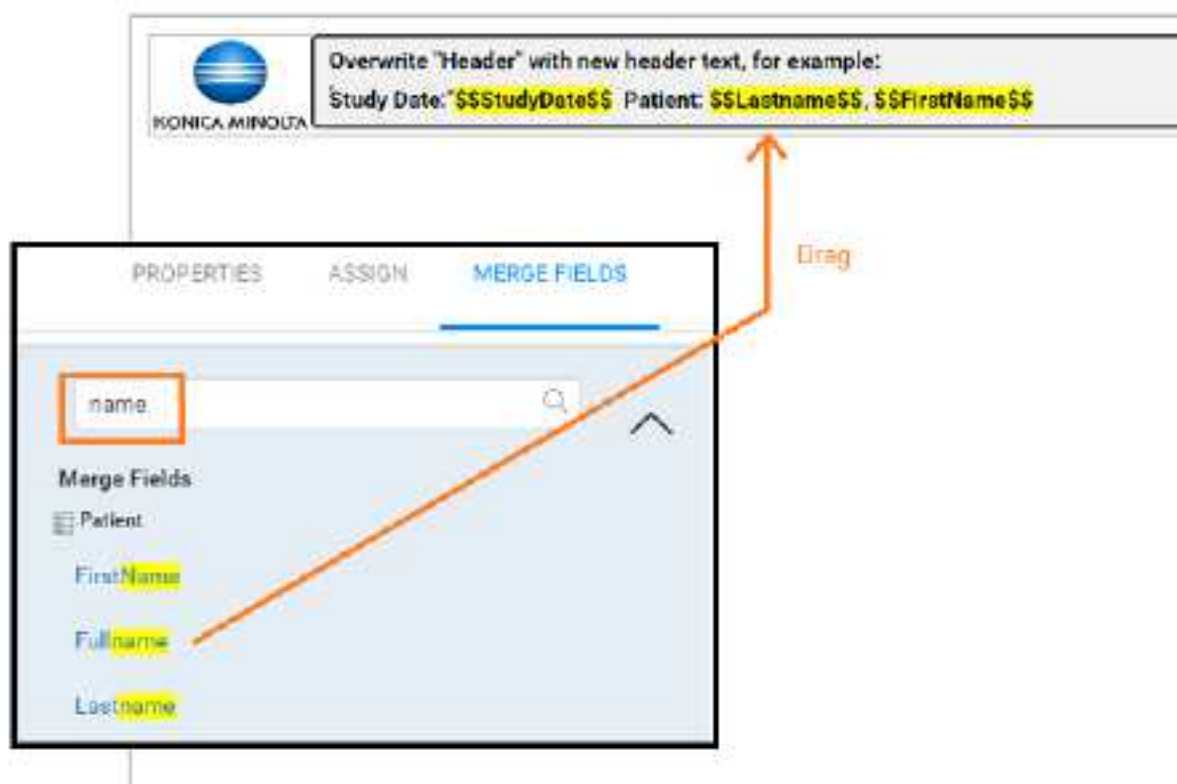 KONICA MINOLTA
Overwrite "Header" with new header text, for example:
Study Date:"$$StudyDate$$ Patient: $$Lastname$$, $$FirstName$$
Drag
PROPERTIES ASSIGN MERGE FIELDS
name
Merge Fields
Patient
FirstName
Fullname
Lastname